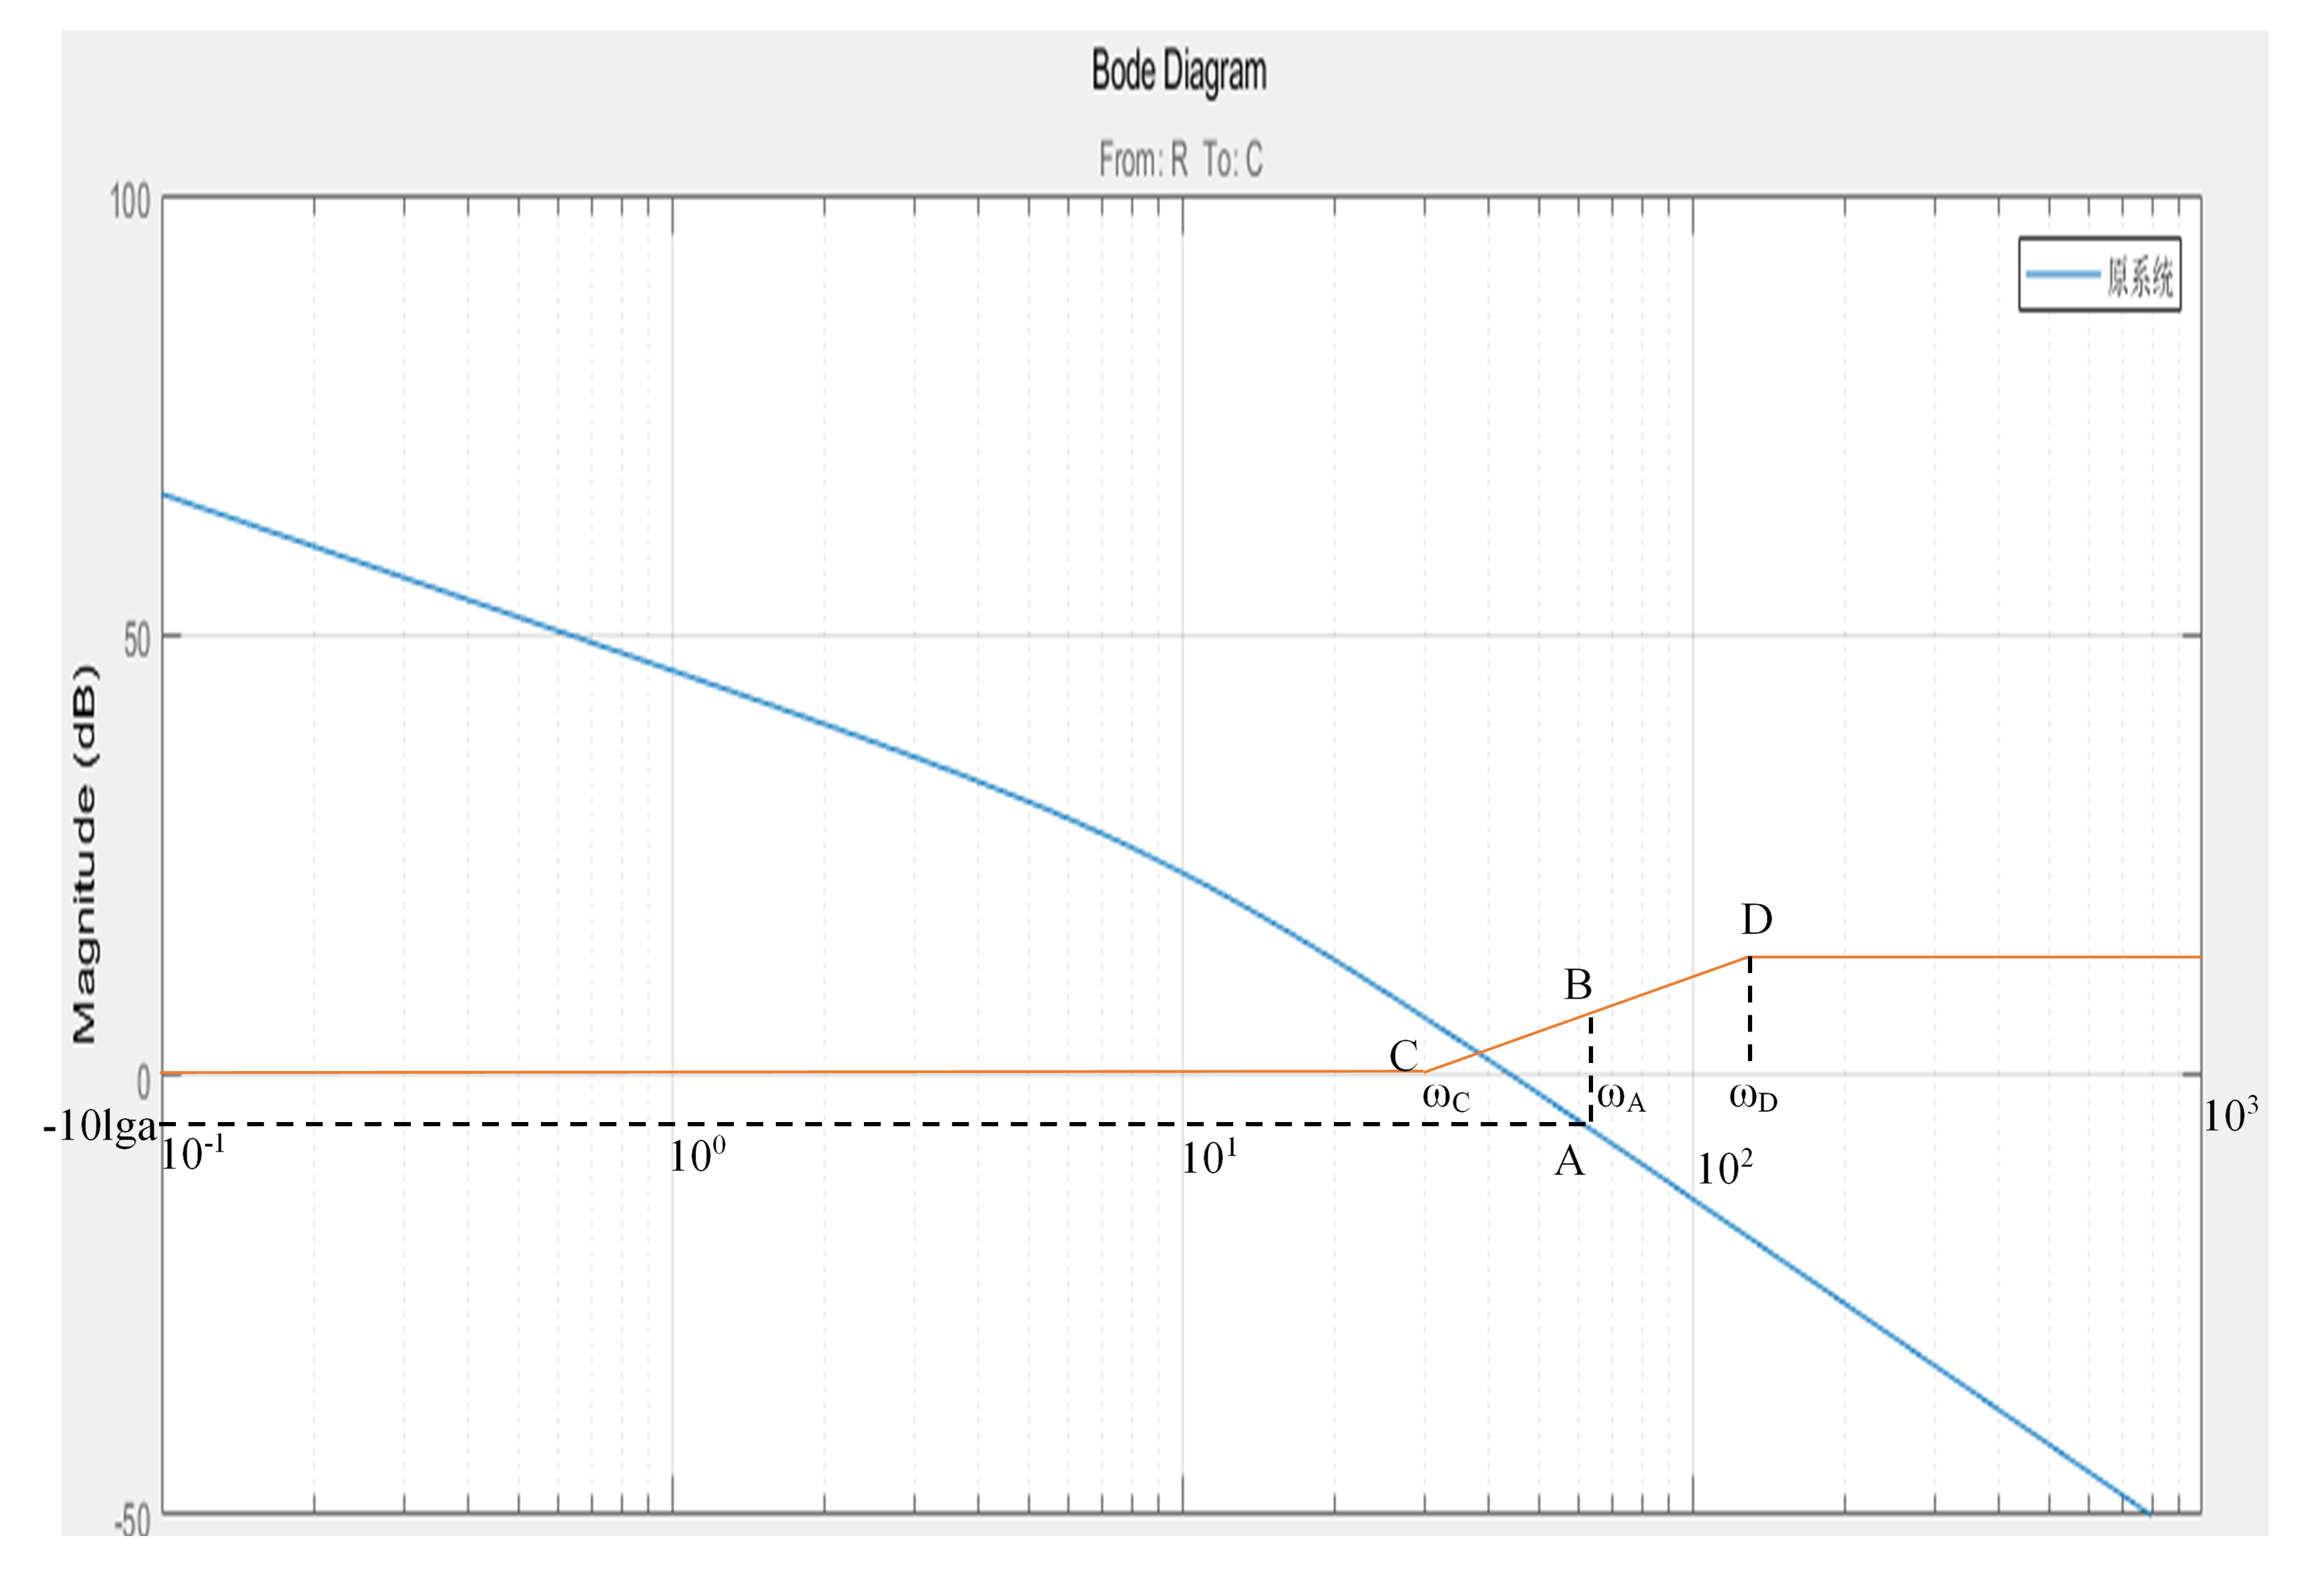 Bode Diagram
From: R To: C
100
原系统
50
Magnitude (dB)
D
B
C
0
ωC
ωA
ωD
-10lga
10-1
100
101
A
102
103
-50